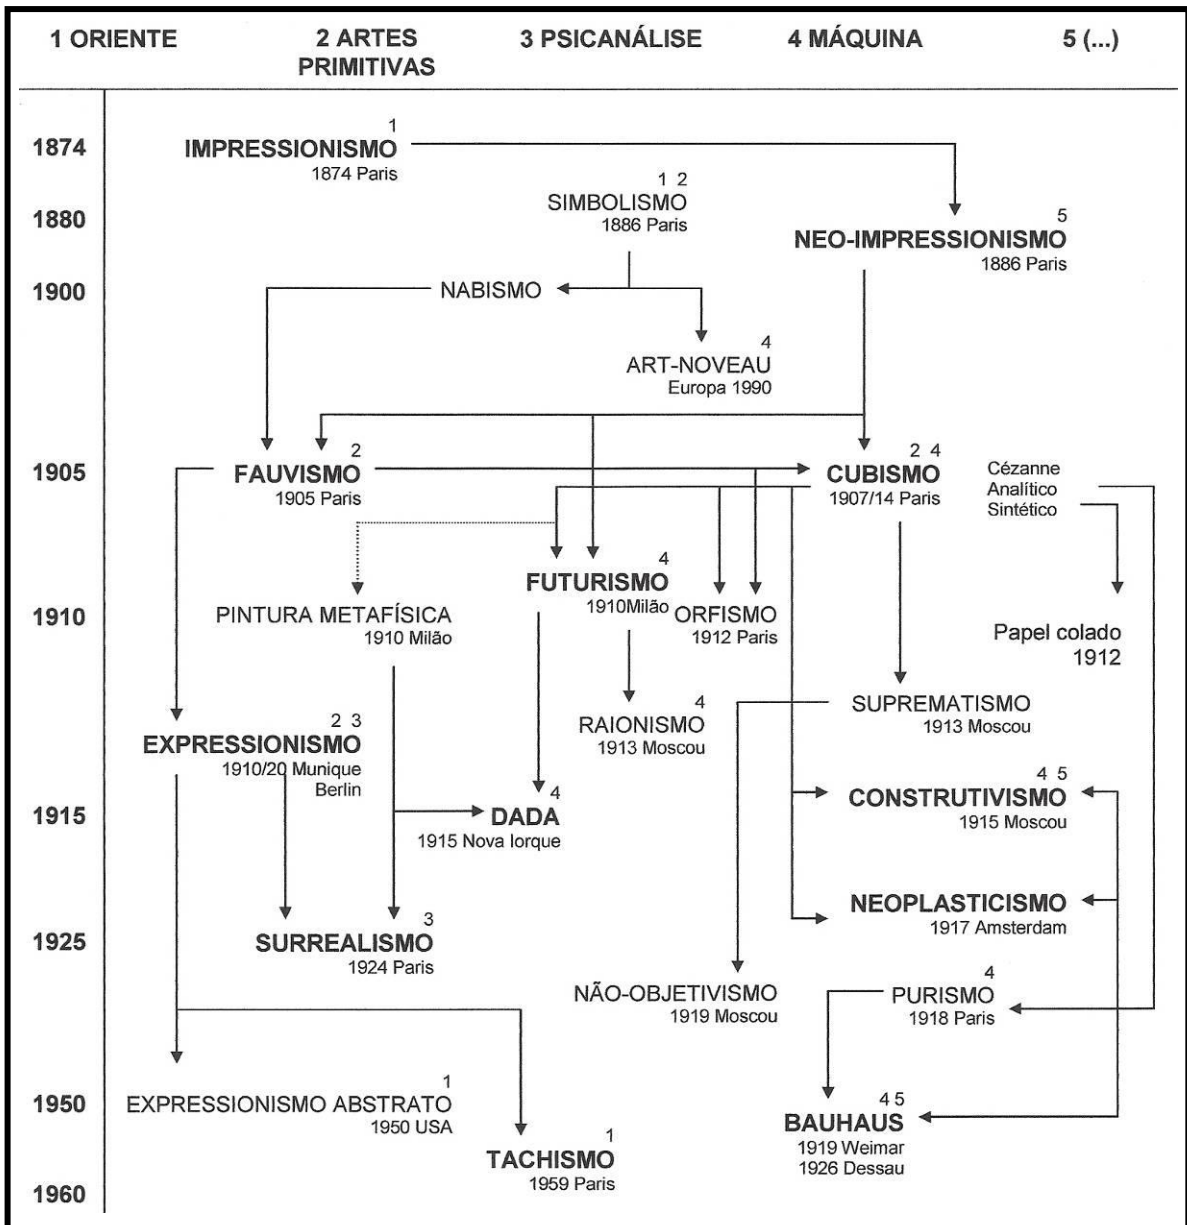 1 ORIENTE
2 ARTES
PRIMITIVAS
3 PSICANÁLISE
4 MÁQUINA
5 (...)
1874
1
IMPRESSIONISMO
1874 Paris
1 2
SIMBOLISMO
1886 Paris
1880
5
NEO-IMPRESSIONISMO
1886 Paris
1900
NABISMO
4
ART-NOVEAU
Europa 1990
1905
2
FAUVISMO
1905 Paris
2 4
CUBISMO
1907/14 Paris
Cézanne
Analítico
Sintético
4
FUTURISMO
1910Milão
1910
PINTURA METAFÍSICA
1910 Milão
ORFISMO
1912 Paris
Papel colado
1912
4
RAIONISMO
1913 Moscou
SUPREMATISMO
1913 Moscou
2 3
EXPRESSIONISMO
1910/20 Munique
Berlin
4 5
CONSTRUTIVISMO
1915 Moscou
1915
4
DADA
1915 Nova Iorque
NEOPLASTICISMO
1917 Amsterdam
1925
3
SURREALISMO
1924 Paris
NÃO-OBJETIVISMO
1919 Moscou
4
PURISMO
1918 Paris
1950
1
EXPRESSIONISMO ABSTRATO
1950 USA
4 5
BAUHAUS
1919 Weimar
1926 Dessau
1
TACHISMO
1959 Paris
1960